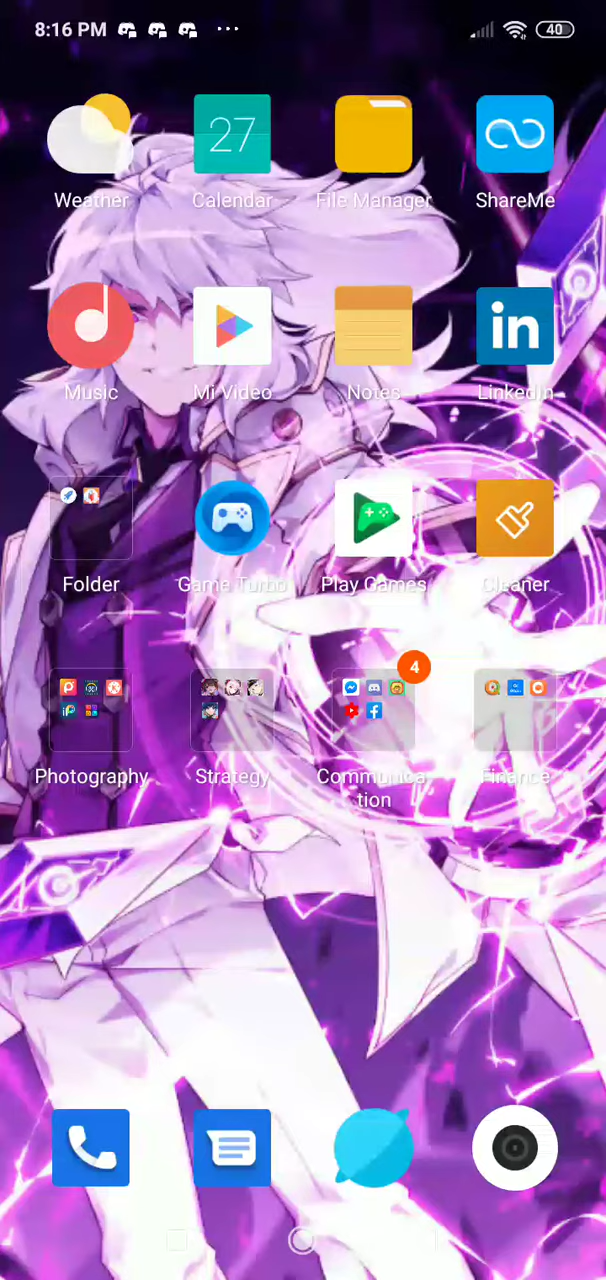 8:16 PM
40
27
Weather
Calendar
File Manager
ShareMe
in
Music
Mi Video
Notes
LinkedIn
Folder
Game Turbo
Play Games
Cleaner
4
Photography
Strategy
Communica
tion
Finance